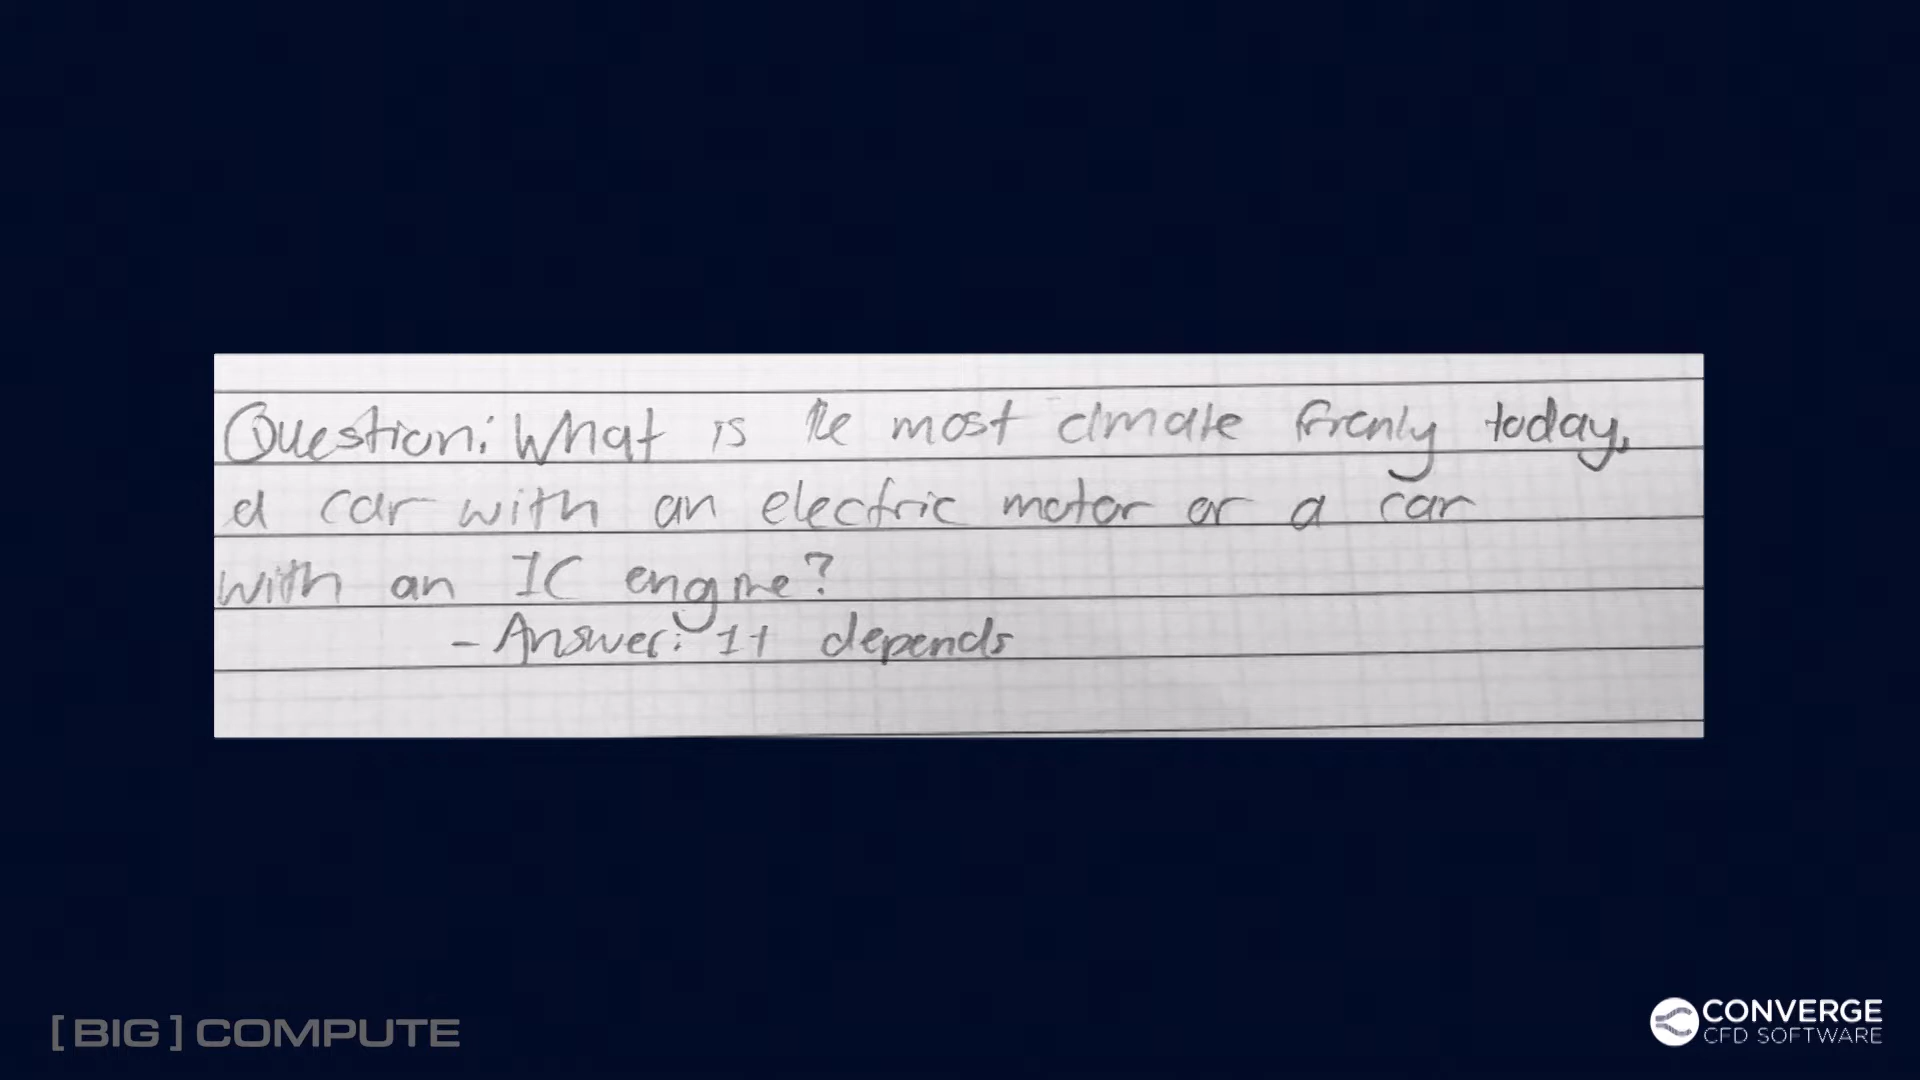 Question: What is the most climate frenly today,
a car with an electric motor or a car
with an IC engine?
- Answer: It depends
[BIG] COMPUTE
CONVERGE
CFD SOFTWARE